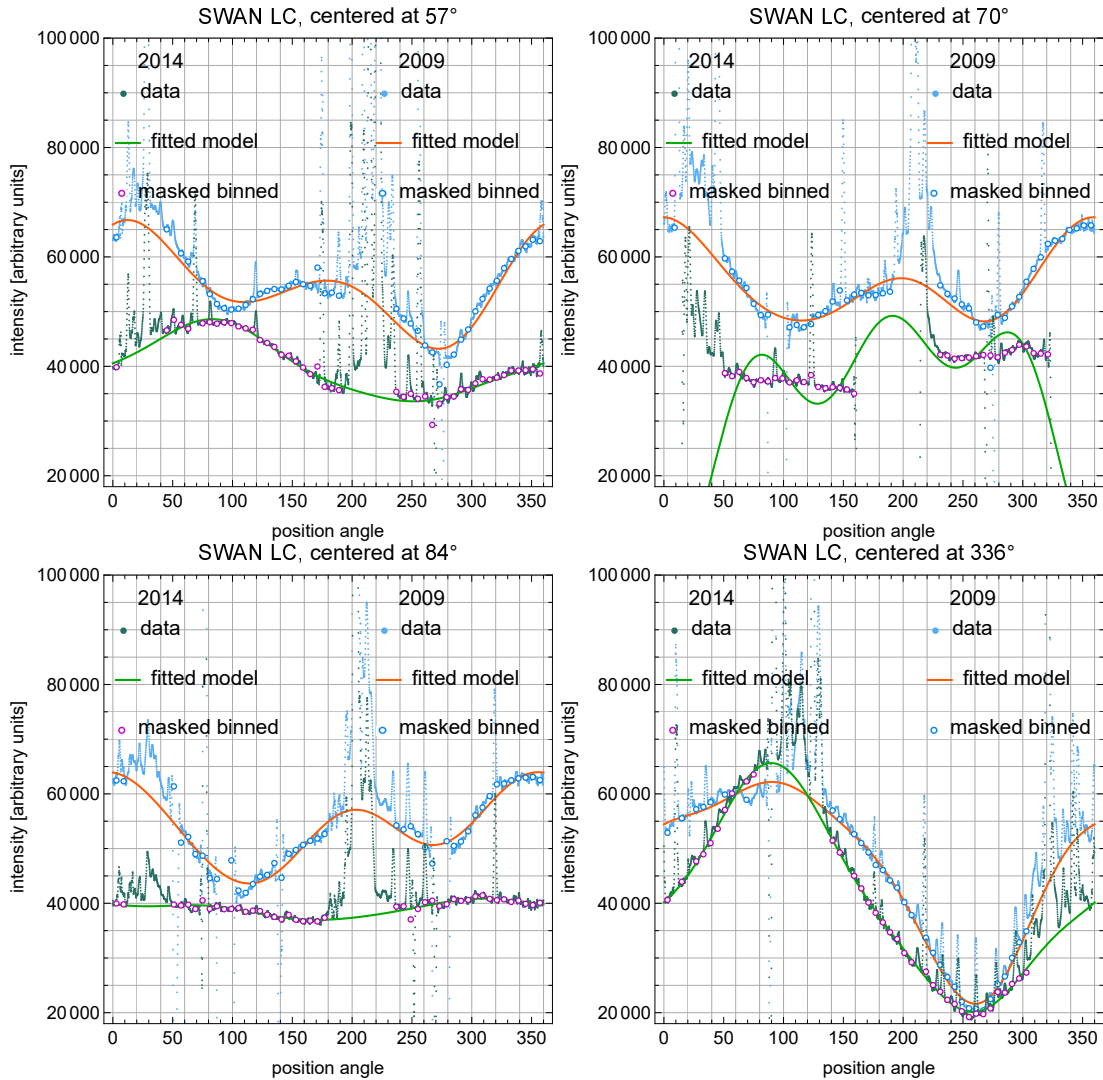 SWAN LC, centered at 57°
100 000
2014
2009
data
data
80 000
fitted model
fitted model
masked binned
masked binned
60 000
40 000
20 000
intensity [arbitrary units]
0 50 100 150 200 250 300 350
position angle
SWAN LC, centered at 70°
100 000
2014
2009
data
data
80 000
fitted model
fitted model
masked binned
masked binned
60 000
40 000
20 000
intensity [arbitrary units]
0 50 100 150 200 250 300 350
position angle
SWAN LC, centered at 84°
100 000
2014
2009
data
data
80 000
fitted model
fitted model
masked binned
masked binned
60 000
40 000
20 000
intensity [arbitrary units]
0 50 100 150 200 250 300 350
position angle
SWAN LC, centered at 336°
100 000
2014
2009
data
data
80 000
fitted model
fitted model
masked binned
masked binned
60 000
40 000
20 000
intensity [arbitrary units]
0 50 100 150 200 250 300 350
position angle